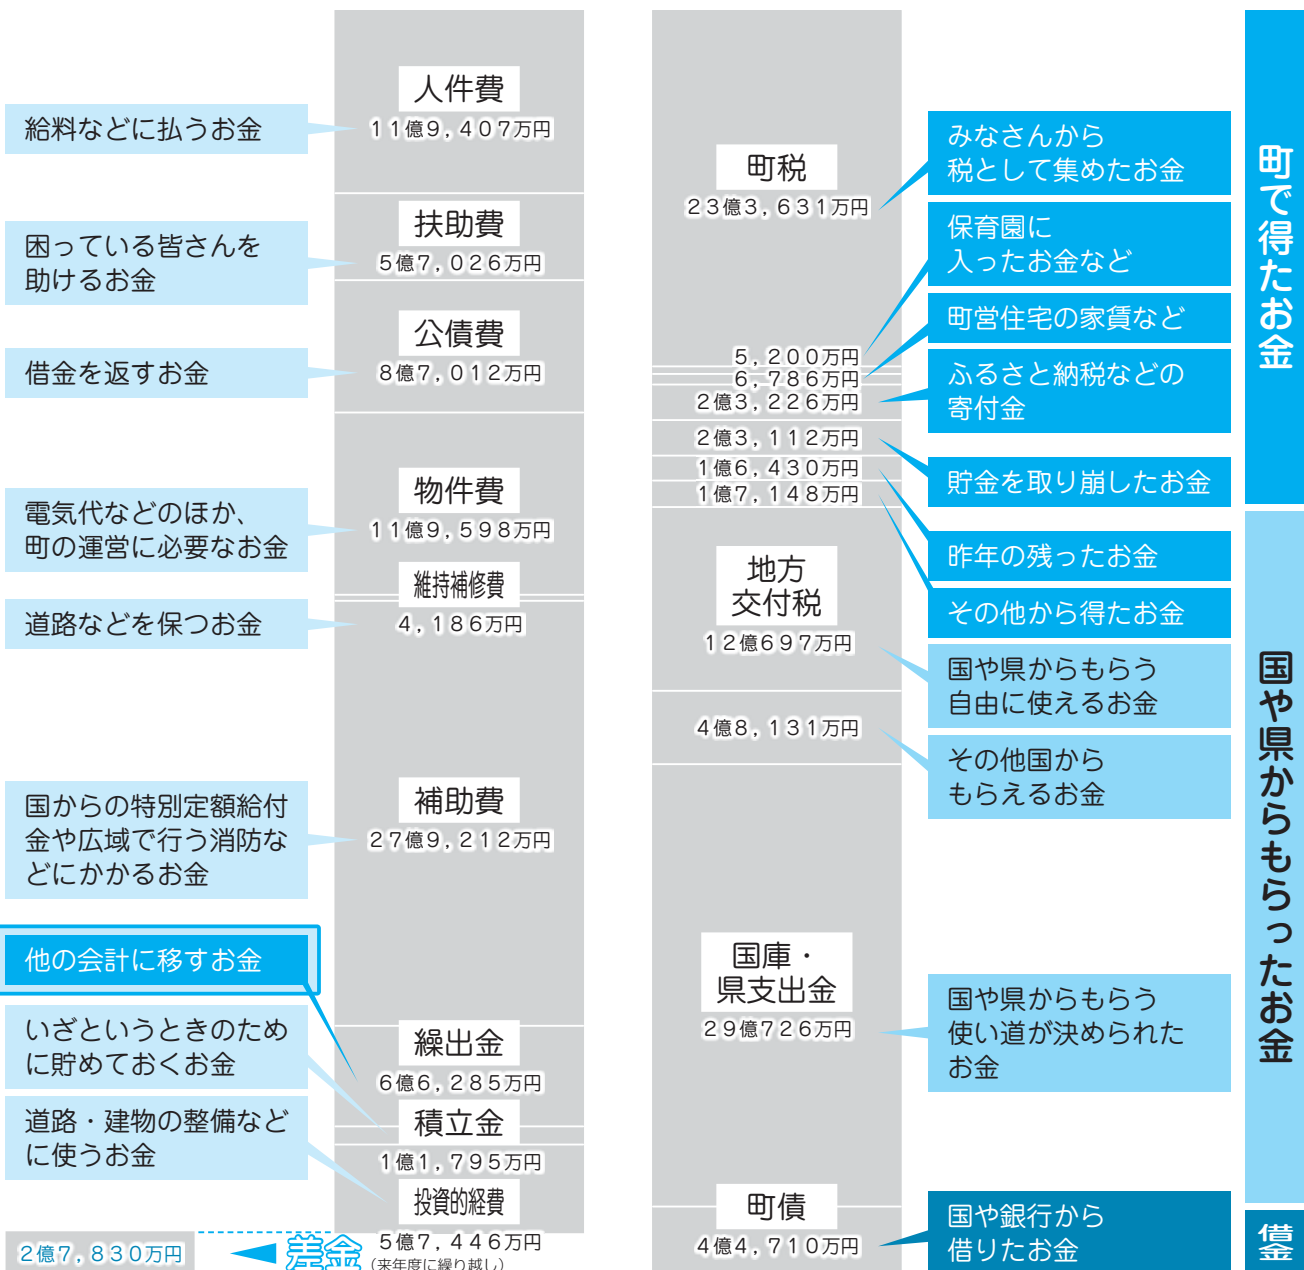 人件費
11億9,407万円
給料などに払うお金
扶助費
5億7,026万円
困っている皆さんを
助けるお金
公債費
8億7,012万円
借金を返すお金
物件費
11億9,598万円
電気代などのほか、
町の運営に必要なお金
維持補修費
4,186万円
道路などを保つお金
補助費
27億9,212万円
国からの特別定額給付
金や広域で行う消防な
どにかかるお金
他の会計に移すお金
繰出金
6億6,285万円
いざというときのため
に貯めておくお金
積立金
1億1,795万円
道路・建物の整備など
に使うお金
投資的経費
5億7,446万円
2億7,830万円
差金
(来年度に繰り越し)
町税
23億3,631万円
みなさんから
税として集めたお金
保育園に
入ったお金など
町営住宅の家賃など
5,200万円
6,786万円
2億3,226万円
ふるさと納税などの
寄付金
2億3,112万円
1億6,430万円
1億7,148万円
貯金を取り崩したお金
昨年の残ったお金
その他から得たお金
地方
交付税
12億697万円
国や県からもらう
自由に使えるお金
4億8,131万円
その他国から
もらえるお金
国庫・
県支出金
29億726万円
国や県からもらう
使い道が決められた
お金
町債
4億4,710万円
国や銀行から
借りたお金
町で得たお金
国や県からもらったお金
借金